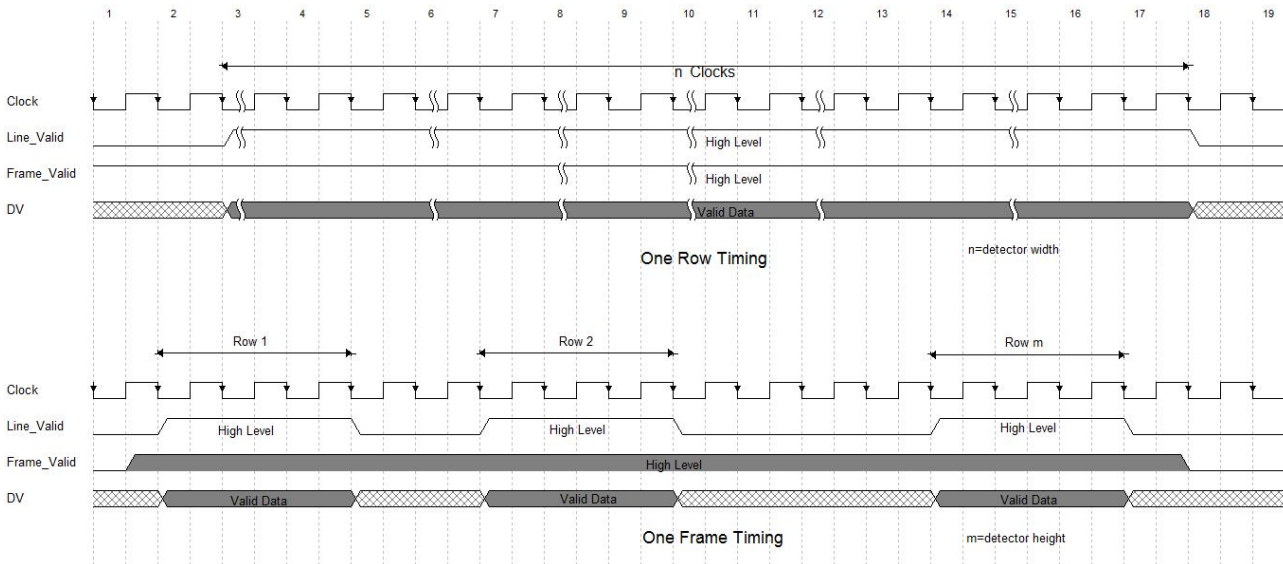 1 2 3 4 5 6 7 8 9 10 11 12 13 14 15 16 17 18 19
n Clocks
Clock
Line_Valid
High Level
Frame_Valid
High Level
DV
Valid Data
One Row Timing
n=detector width
Row 1 Row 2 Row m
Clock
Line_Valid
High Level High Level High Level
Frame_Valid
High Level
DV
Valid Data Valid Data Valid Data
One Frame Timing
m=detector height